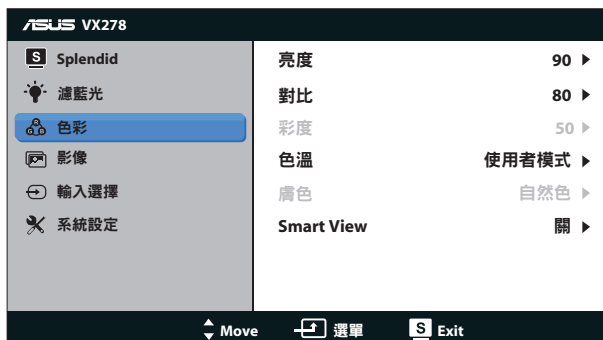 ASUS VX278
S Splendid
濾藍光
色彩
影像
輸入選擇
系統設定
亮度 90
對比 80
彩度 50
色溫 使用者模式
膚色 自然色
Smart View 關
Move 選單 S Exit